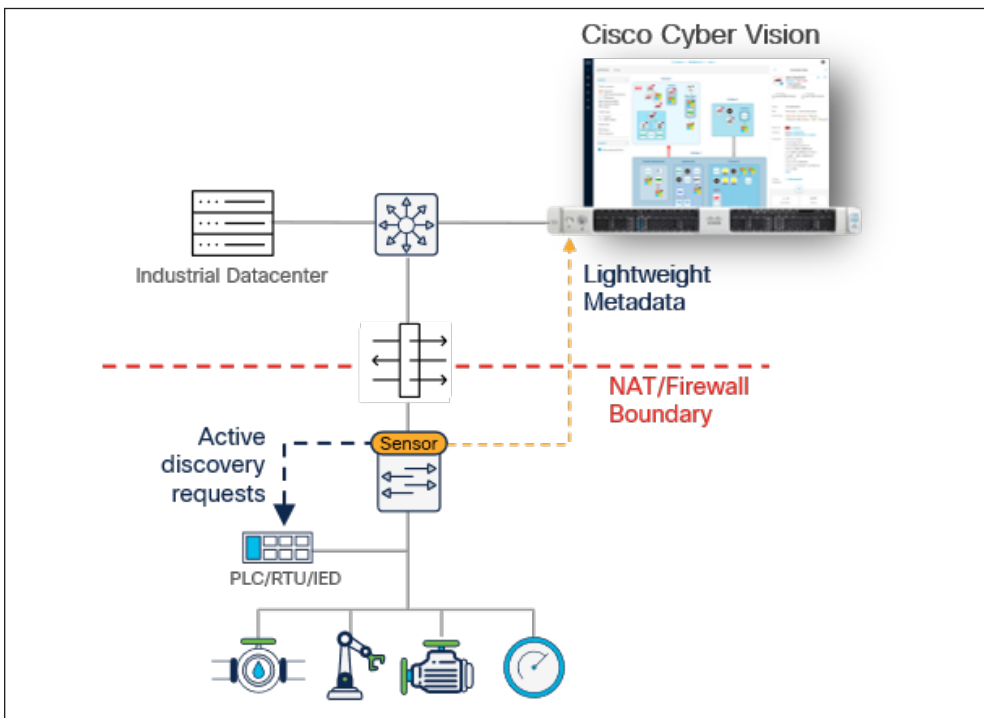 Cisco Cyber Vision
Industrial Datacenter
Lightweight
Metadata
NAT/Firewall
Boundary
Active
discovery
requests
Sensor
PLC/RTU/IED